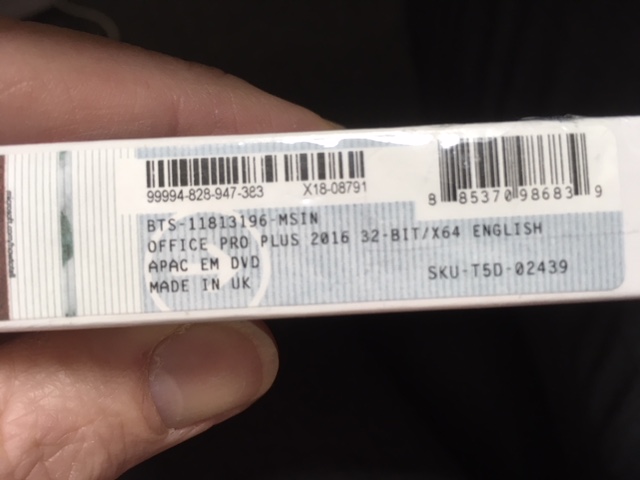 99994-828-947-383 X18-08791
8 85370 98683 9
BTS-11813196-MSIN
OFFICE PRO PLUS 2016 32-BIT/X64 ENGLISH
APAC EM DVD
SKU-T5D-02439
MADE IN UK